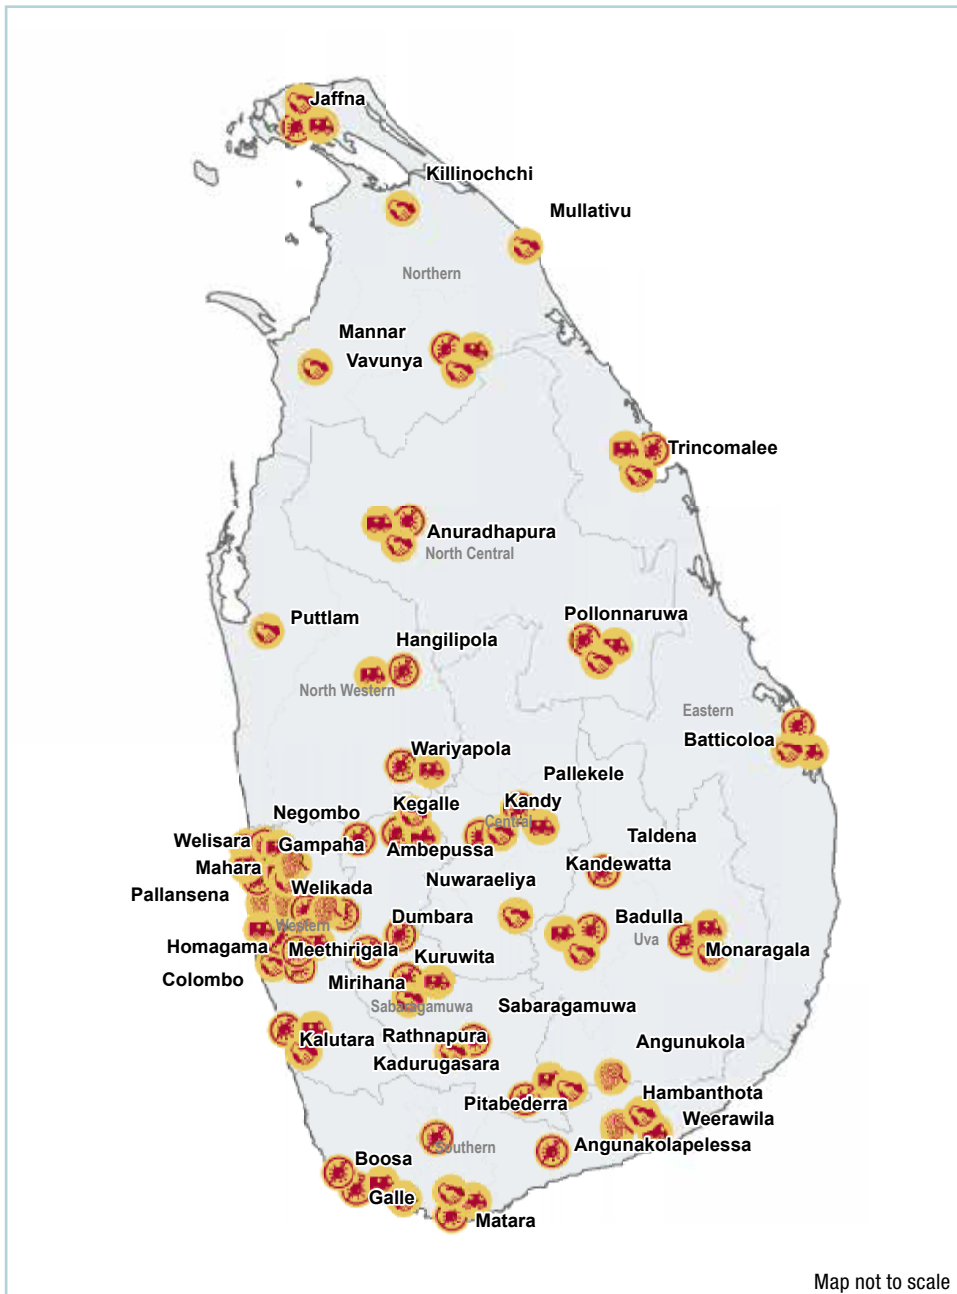 Jaffna
Killinochchi
Mullativu
Northern
Mannar
Vavunya
Trincomalee
Anuradhapura
North Central
Puttlam
Pollonnaruwa
Hangilipola
North Western
Eastern
Batticoloa
Wariyapola
Pallekele
Kegalle
Kandy
Negombo
Central
Welisara
Gampaha
Ambepussa
Taldena
Mahara
Kandewatta
Welikada
Nuwaraeliya
Pallansena
Dumbara
Badulla
Western
Uva
Homagama
Meethirigala
Monaragala
Kuruwita
Colombo
Mirihana
Sabaragamuwa
Sabaragamuwa
Kalutara
Rathnapura
Angunukola
Kadurugasara
Hambanthota
Pitabederra
Weerawila
Southern
Angunakolapelessa
Boosa
Galle
Matara
Map not to scale